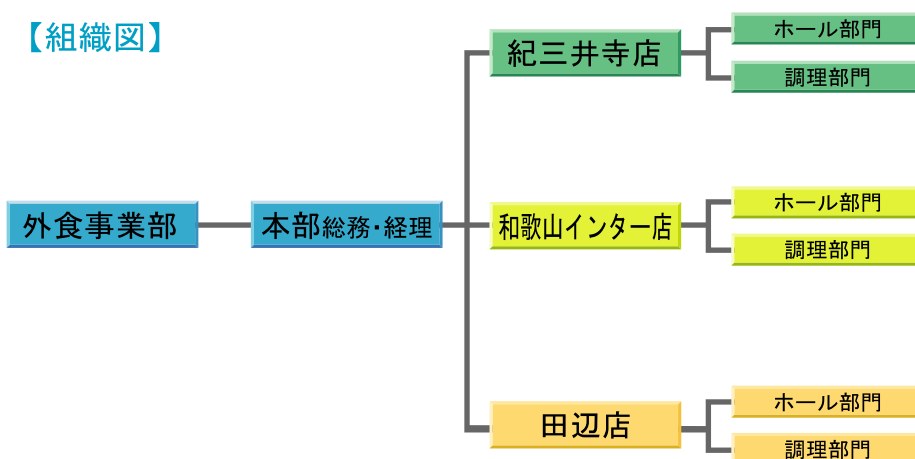 【組織図】
外食事業部
本部総務・経理
紀三井寺店
ホール部門
調理部門
和歌山インター店
ホール部門
調理部門
田辺店
ホール部門
調理部門